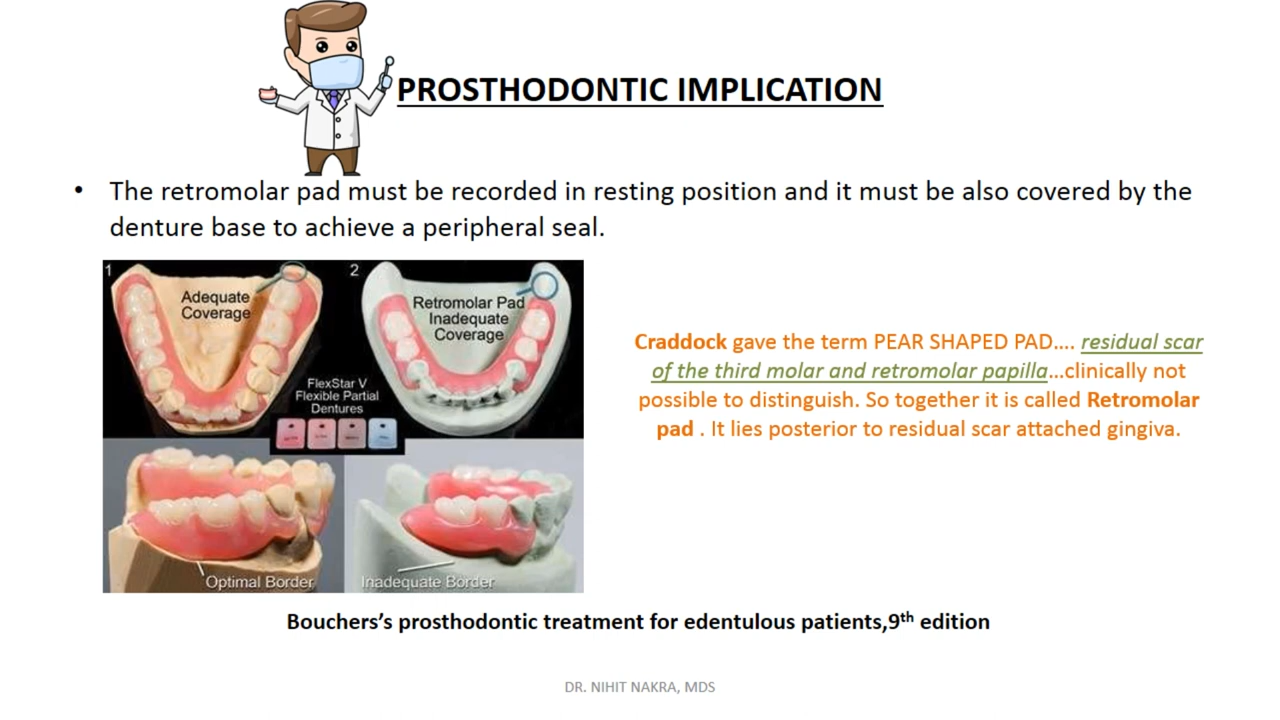 PROSTHODONTIC IMPLICATION
• The retromolar pad must be recorded in resting position and it must be also covered by the
denture base to achieve a peripheral seal.
1
Adequate
Coverage
2
Retromolar Pad
Inadequate
Coverage
FlexStar V
Flexible Partial
Dentures
Optimal Border
Inadequate Border
Craddock gave the term PEAR SHAPED PAD.... residual scar
of the third molar and retromolar papilla...clinically not
possible to distinguish. So together it is called Retromolar
pad . It lies posterior to residual scar attached gingiva.
Bouchers’s prosthodontic treatment for edentulous patients,9th edition
DR. NIHIT NAKRA, MDS